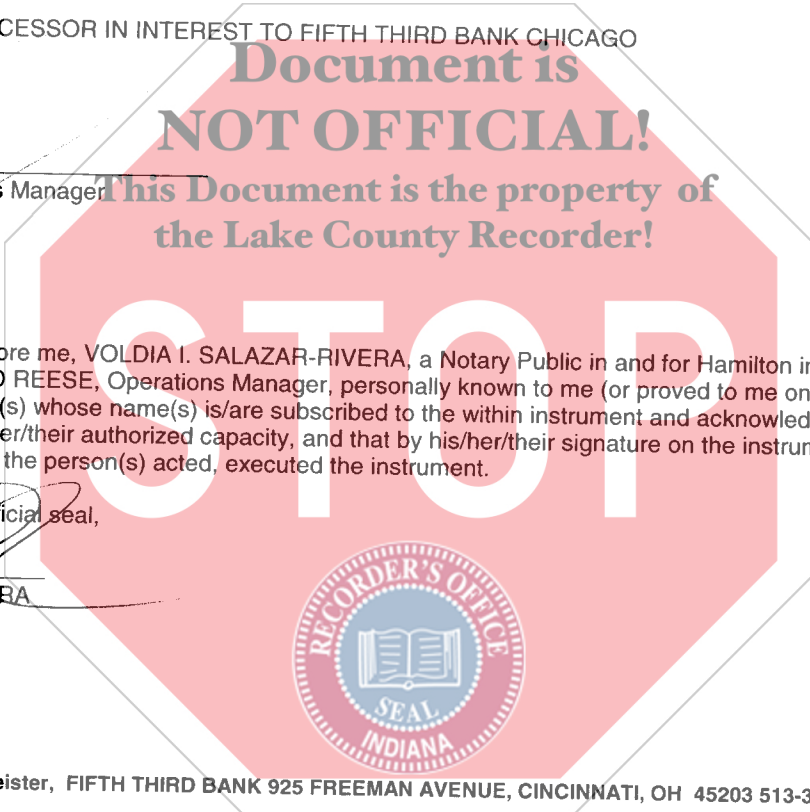 CESSOR IN INTEREST TO FIFTH THIRD BANK CHICAGO
Document is
NOT OFFICIAL!
s Manager
This Document is the property of
the Lake County Recorder!
STOP
ore me, VOLDIA I. SALAZAR-RIVERA, a Notary Public in and for Hamilton in
REESE, Operations Manager, personally known to me (or proved to me on
(s) whose name(s) is/are subscribed to the within instrument and acknowled
er/their authorized capacity, and that by his/her/their signature on the instrum
the person(s) acted, executed the instrument.
icial seal,
RA
RECORDER'S OFFICE
SEAL
INDIANA
eister, FIFTH THIRD BANK 925 FREEMAN AVENUE, CINCINNATI, OH 45203 513-3